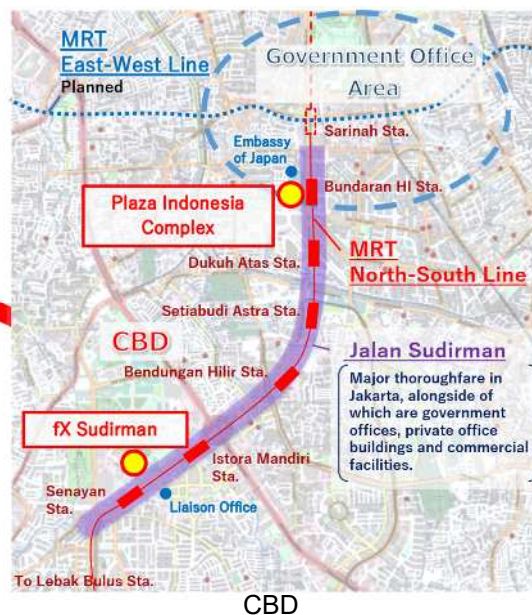 MRT
East-West Line
Planned
Government Office
Area
Sarinah Sta.
Embassy
of Japan
Bundaran HI Sta.
Plaza Indonesia
Complex
MRT
North-South Line
Dukuh Atas Sta.
Setiabudi Astra Sta.
CBD
Jalan Sudirman
Major thoroughfare in
Jakarta, alongside of
which are government
offices, private office
buildings and commercial
facilities.
Bendungan Hilir Sta.
fX Sudirman
Istora Mandiri
Sta.
Senayan
Sta.
Liaison Office
To Lebak Bulus Sta.
CBD